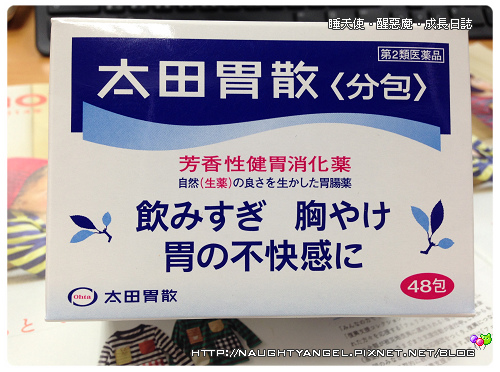 睡天使‧醒惡魔‧成長日誌
第2類医薬品
太田胃散〈分包〉
芳香性健胃消化薬
自然(生薬)の良さを生かした胃腸薬
飲みすぎ 胸やけ
胃の不快感に
48包
Ohta 太田胃散
HTTP://NAUGHTYANGEL.PIXNET.NET/BLOG